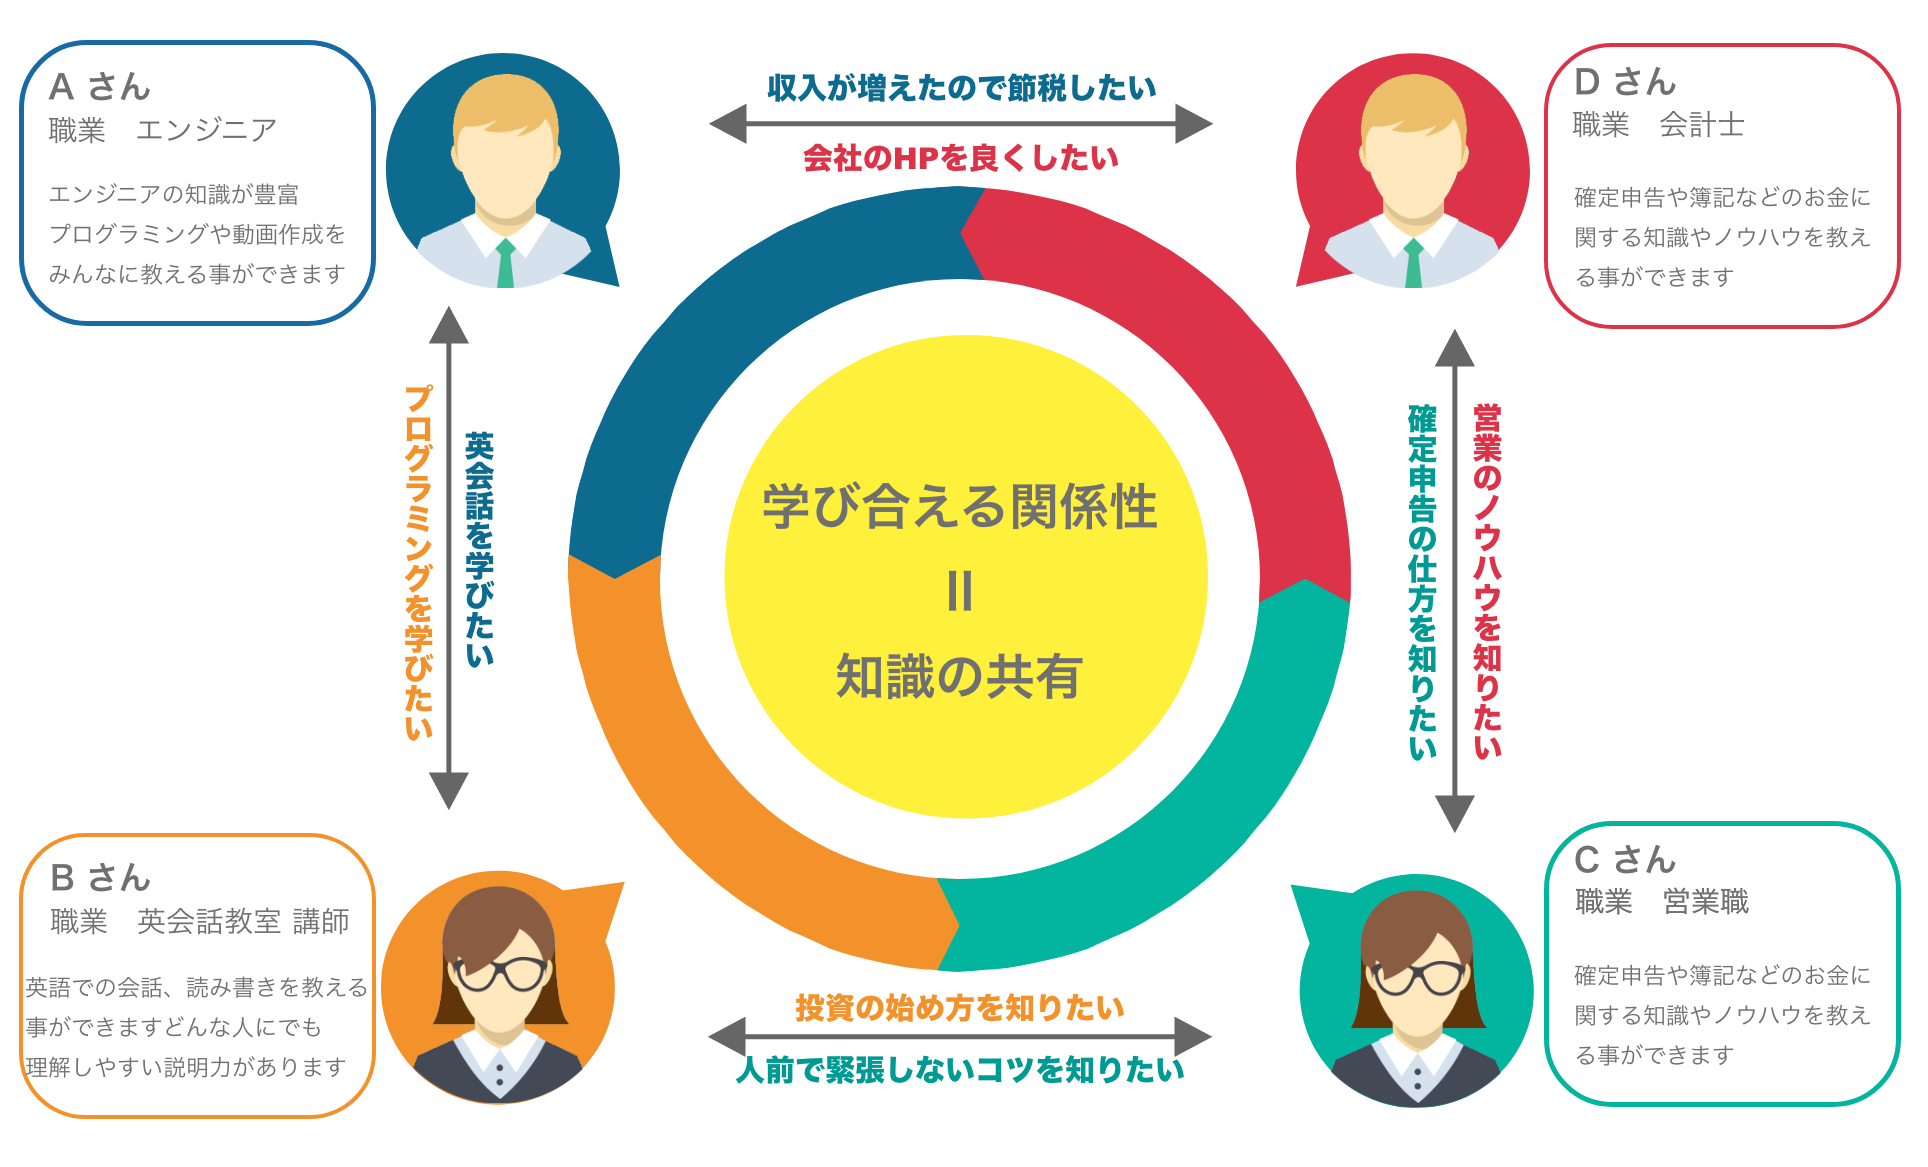 A さん
職業　エンジニア
エンジニアの知識が豊富
プログラミングや動画作成を
みんなに教える事ができます
収入が増えたので節税したい
会社のHPを良くしたい
D さん
職業　会計士
確定申告や簿記などのお金に
関する知識やノウハウを教え
る事ができます
プログラミングを学びたい
英会話を学びたい
学び合える関係性
=
知識の共有
確定申告の仕方を知りたい
営業のノウハウを知りたい
B さん
職業　英会話教室 講師
英語での会話、読み書きを教える
事ができますどんな人にでも
理解しやすい説明力があります
投資の始め方を知りたい
人前で緊張しないコツを知りたい
C さん
職業　営業職
確定申告や簿記などのお金に
関する知識やノウハウを教え
る事ができます